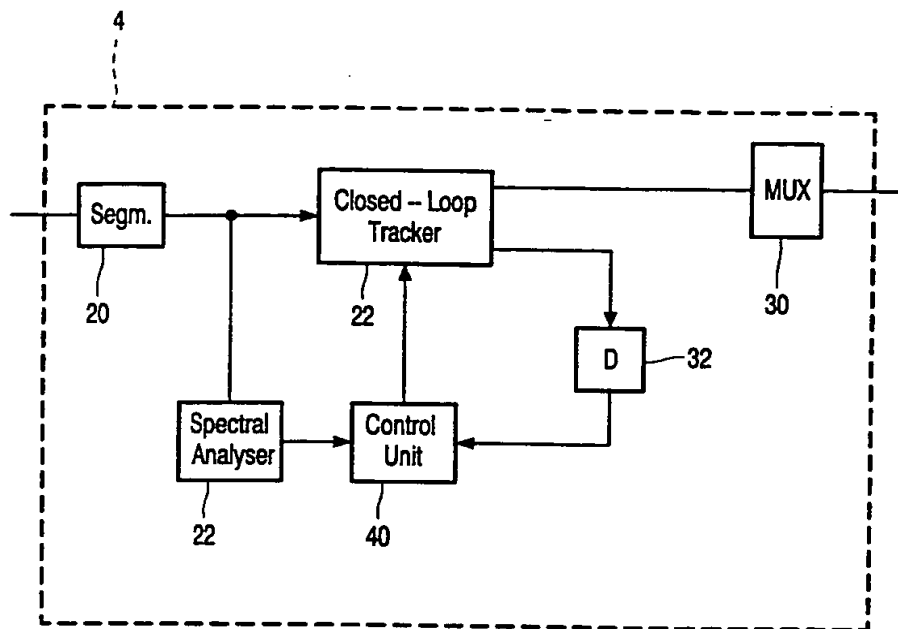 4
Segm.
20
Closed – Loop
Tracker
22
MUX
30
D
32
Spectral
Analyser
22
Control
Unit
40